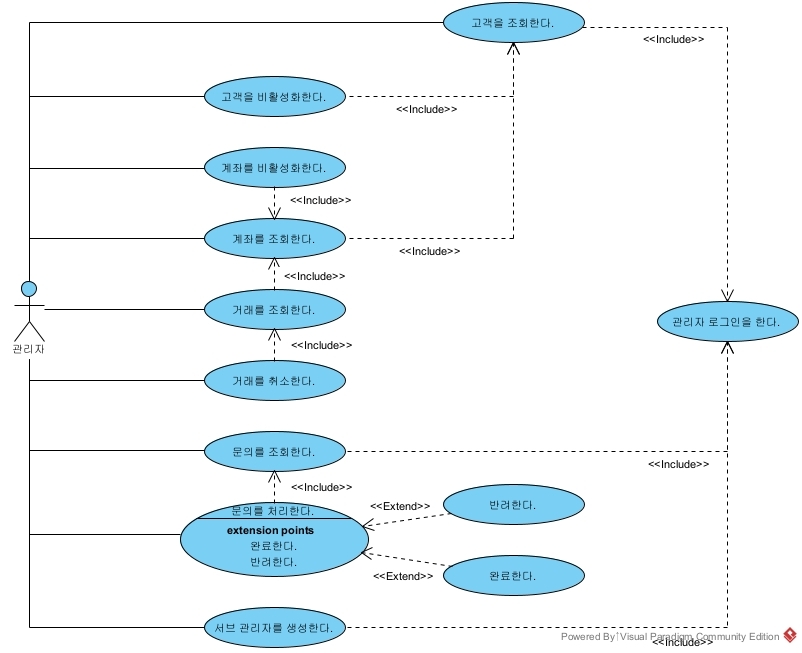 고객을 조회한다.
<<Include>>
고객을 비활성화한다.
<<Include>>
계좌를 비활성화한다.
<<Include>>
계좌를 조회한다.
<<Include>>
<<Include>>
거래를 조회한다.
관리자 로그인을 한다.
관리자
<<Include>>
거래를 취소한다.
문의를 조회한다.
<<Include>>
<<Include>>
문의를 처리한다.
extension points
완료한다.
반려한다.
<<Extend>>
반려한다.
<<Extend>>
완료한다.
서브 관리자를 생성한다.
<<Include>>
Powered By Visual Paradigm Community Edition